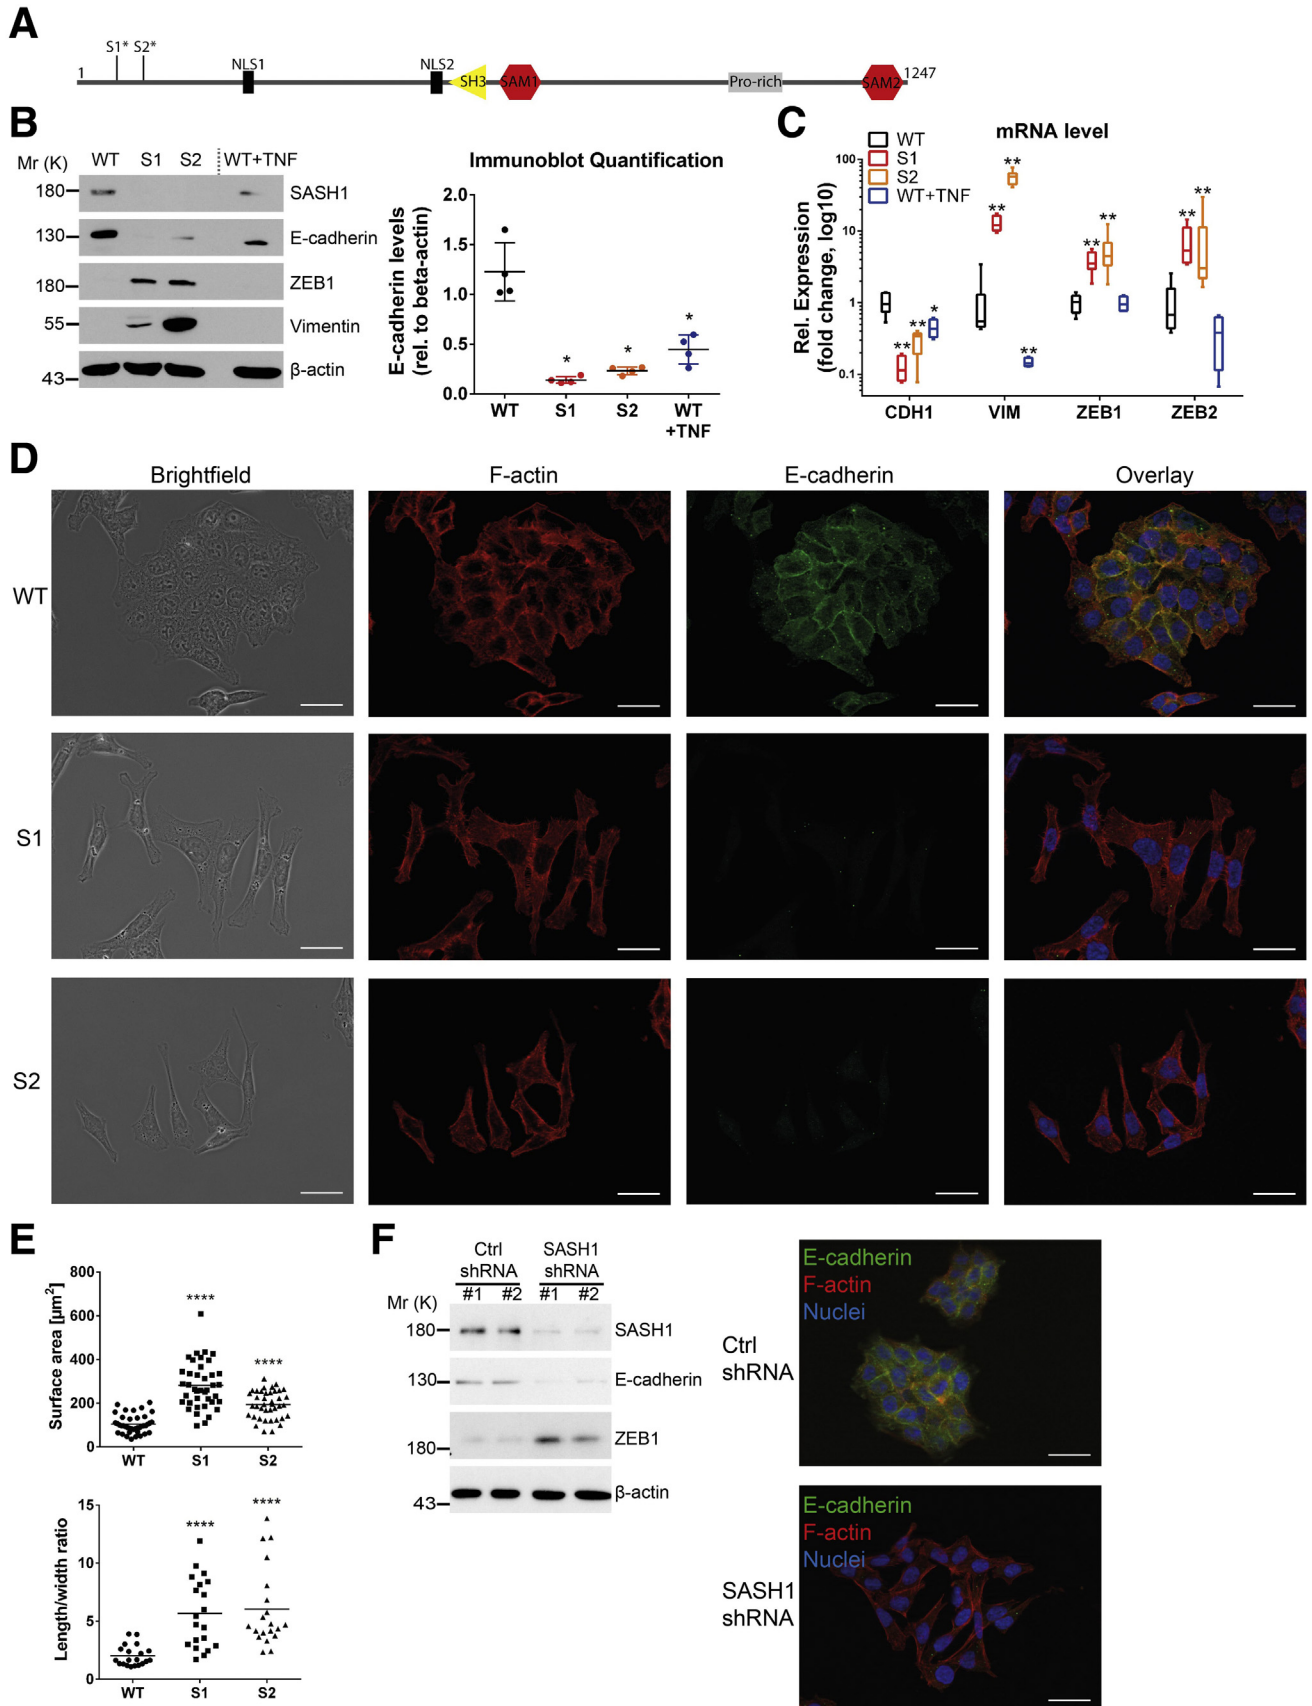 A
S1* S2*
1 NLS1 NLS2 SH3 SAM1 Pro-rich SAM2 1247
B
Mr (K) WT S1 S2 WT+TNF
180 SASH1
130 E-cadherin
180 ZEB1
55 Vimentin
43 β-actin
Immunoblot Quantification
E-cadherin levels
(rel. to beta-actin)
2.0
1.5
1.0
0.5
0.0
* * *
WT S1 S2 WT
+TNF
C
mRNA level
WT
S1
S2
WT+TNF
Rel. Expression
(fold change, log10)
100
10
1
0.1
** ** * ** ** ** ** ** ** **
CDH1 VIM ZEB1 ZEB2
D
Brightfield F-actin E-cadherin Overlay
WT
S1
S2
E
Surface area [µm²]
800
600
400
200
0
**** ****
WT S1 S2
Length/width ratio
15
10
5
0
**** ****
WT S1 S2
F
Ctrl SASH1
shRNA shRNA
Mr (K) #1 #2 #1 #2
180 SASH1
130 E-cadherin
180 ZEB1
43 β-actin
Ctrl
shRNA
E-cadherin
F-actin
Nuclei
SASH1
shRNA
E-cadherin
F-actin
Nuclei